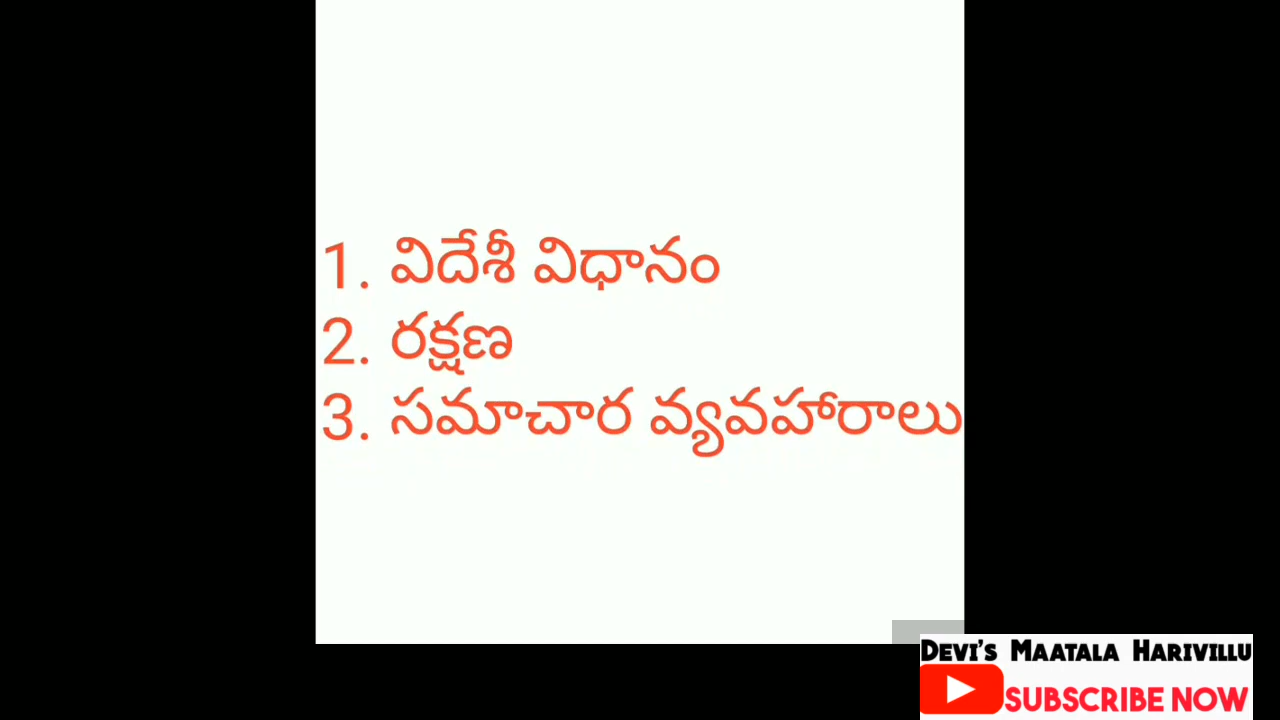 1. విదేశీ విధానం
2. రక్షణ
3. సమాచార వ్యవహారాలు
DEVI'S MAATALA HARIVILLU
SUBSCRIBE NOW